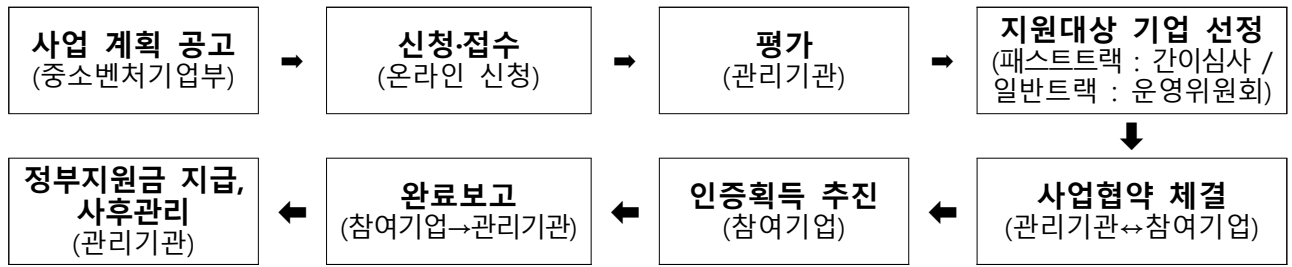 사업 계획 공고
(중소벤처기업부)
➡
신청·접수
(온라인 신청)
➡
평가
(관리기관)
➡
지원대상 기업 선정
(패스트트랙 : 간이심사 /
일반트랙 : 운영위원회)
⬇
사업협약 체결
(관리기관↔참여기업)
⬅
인증획득 추진
(참여기업)
⬅
완료보고
(참여기업→관리기관)
⬅
정부지원금 지급,
사후관리
(관리기관)